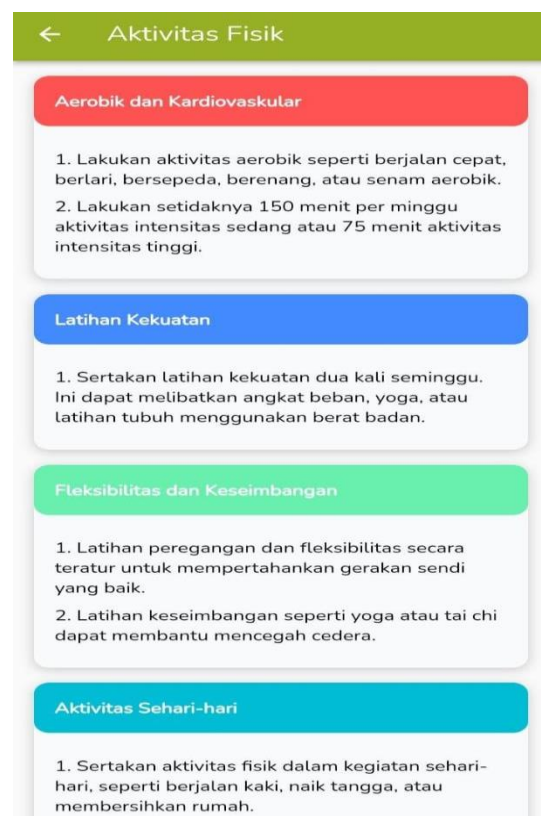 Aktivitas Fisik
Aerobik dan Kardiovaskular
1. Lakukan aktivitas aerobik seperti berjalan cepat,
berlari, bersepeda, berenang, atau senam aerobik.
2. Lakukan setidaknya 150 menit per minggu
aktivitas intensitas sedang atau 75 menit aktivitas
intensitas tinggi.
Latihan Kekuatan
1. Sertakan latihan kekuatan dua kali seminggu.
Ini dapat melibatkan angkat beban, yoga, atau
latihan tubuh menggunakan berat badan.
Fleksibilitas dan Keseimbangan
1. Latihan peregangan dan fleksibilitas secara
teratur untuk mempertahankan gerakan sendi
yang baik.
2. Latihan keseimbangan seperti yoga atau tai chi
dapat membantu mencegah cedera.
Aktivitas Sehari-hari
1. Sertakan aktivitas fisik dalam kegiatan sehari-
hari, seperti berjalan kaki, naik tangga, atau
membersihkan rumah.